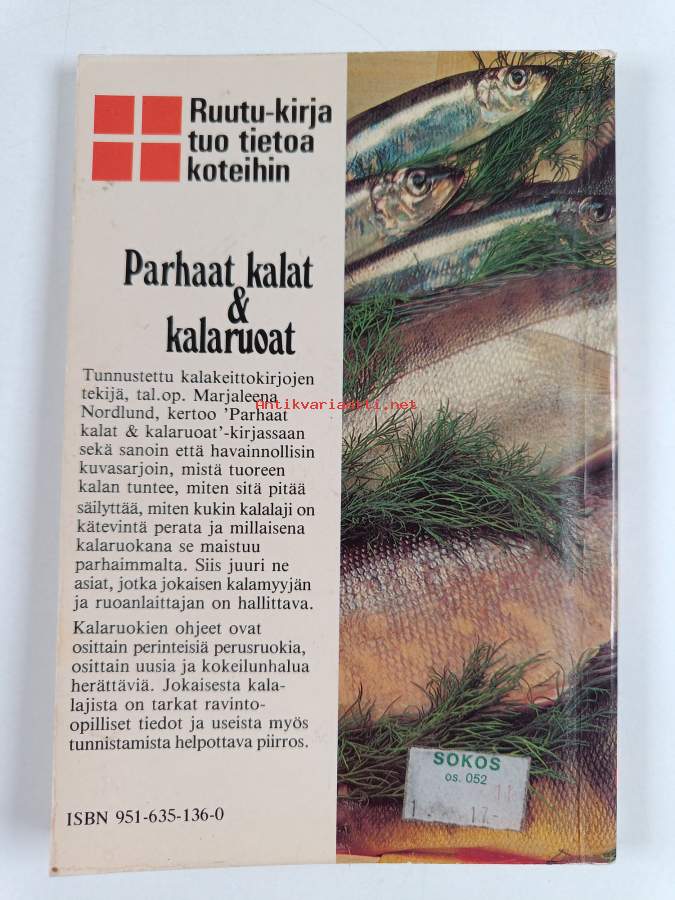 Ruutu-kirja
tuo tietoa
koteihin
Parhaat kalat
&
kalaruoat
Tunnustettu kalakeittokirjojen
tekijä, tal.op. Marjaleena
Nordlund, kertoo 'Parhaat
kalat & kalaruoat'-kirjassaan
sekä sanoin että havainnollisin
kuvasarjoin, mistä tuoreen
kalan tuntee, miten sitä pitää
säilyttää, miten kukin kalalaji on
kätevintä perata ja millaisena
kalaruokana se maistuu
parhaimmalta. Siis juuri ne
asiat, jotka jokaisen kalamyyjän
ja ruoanlaittajan on hallittava.
Kalaruokien ohjeet ovat
osittain perinteisiä perusruokia,
osittain uusia ja kokeilunhalua
herättäviä. Jokaisesta kala-
lajista on tarkat ravinto-
opilliset tiedot ja useista myös
tunnistamista helpottava piirros.
ISBN 951-635-136-0
Antikvariaatti.net
SOKOS
os. 052
11
1 17.-